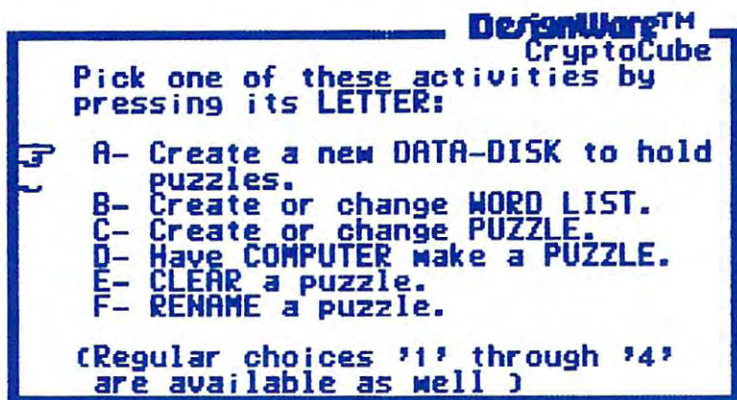 DesignWare™
CryptoCube
Pick one of these activities by
pressing its LETTER:
A- Create a new DATA-DISK to hold
puzzles.
B- Create or change WORD LIST.
C- Create or change PUZZLE.
D- Have COMPUTER make a PUZZLE.
E- CLEAR a puzzle.
F- RENAME a puzzle.
(Regular choices '1' through '4'
are available as well )